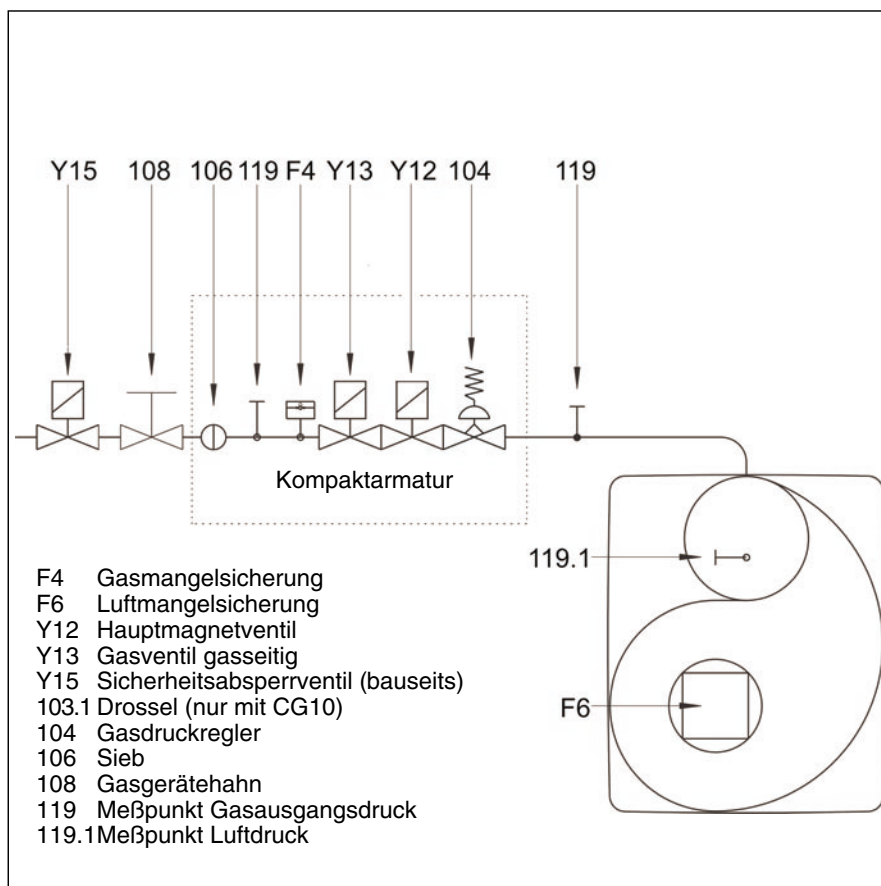 Y15 108 106 119 F4 Y13 Y12 104 119
Kompaktarmatur
119.1
F6
F4 Gasmangelsicherung
F6 Luftmangelsicherung
Y12 Hauptmagnetventil
Y13 Gasventil gasseitig
Y15 Sicherheitsabsperrventil (bauseits)
103.1 Drossel (nur mit CG10)
104 Gasdruckregler
106 Sieb
108 Gasgerätehahn
119 Meßpunkt Gasausgangsdruck
119.1Meßpunkt Luftdruck